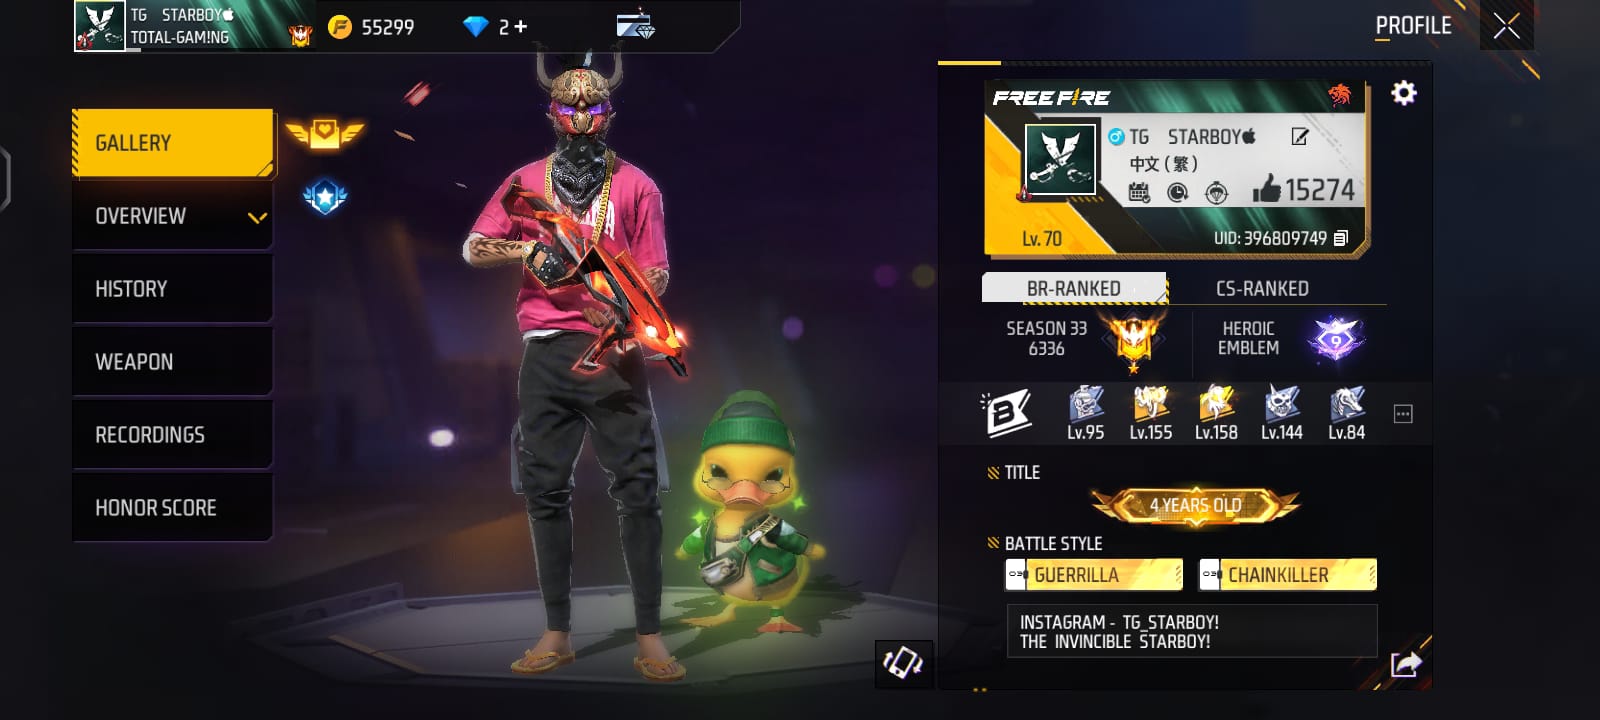 TG STARBOY
TOTAL-GAM!NG
55299
2+
PROFILE
GALLERY
OVERVIEW
HISTORY
WEAPON
RECORDINGS
HONOR SCORE
FREE FIRE
TG STARBOY
中文(繁)
15274
Lv. 70
UID: 396809749
BR-RANKED
CS-RANKED
SEASON 33
6336
HEROIC
EMBLEM
9
B
Lv.95
Lv.155
Lv.158
Lv.144
Lv.84
TITLE
4 YEARS OLD
BATTLE STYLE
GUERRILLA
CHAINKILLER
INSTAGRAM - TG_STARBOY!
THE INVINCIBLE STARBOY!